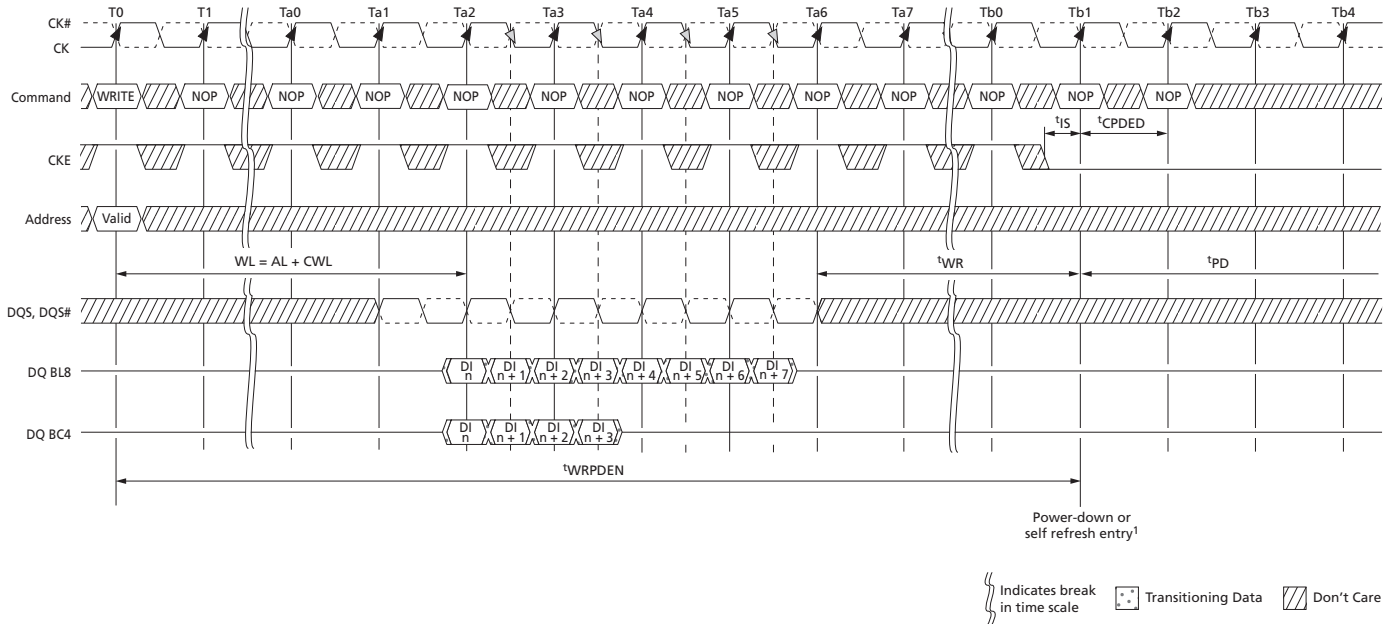 T0 T1 Ta0 Ta1 Ta2 Ta3 Ta4 Ta5 Ta6 Ta7 Tb0 Tb1 Tb2 Tb3 Tb4
CK#
CK
Command WRITE NOP NOP NOP NOP NOP NOP NOP NOP NOP NOP NOP NOP
tIS tCPDED
CKE
Address Valid
WL = AL + CWL tWR tPD
DQS, DQS#
DQ BL8 DI n DI n + 1 DI n + 2 DI n + 3 DI n + 4 DI n + 5 DI n + 6 DI n + 7
DQ BC4 DI n DI n + 1 DI n + 2 DI n + 3
tWRPDEN
Power-down or
self refresh entry1
Indicates break
in time scale
Transitioning Data
Don't Care